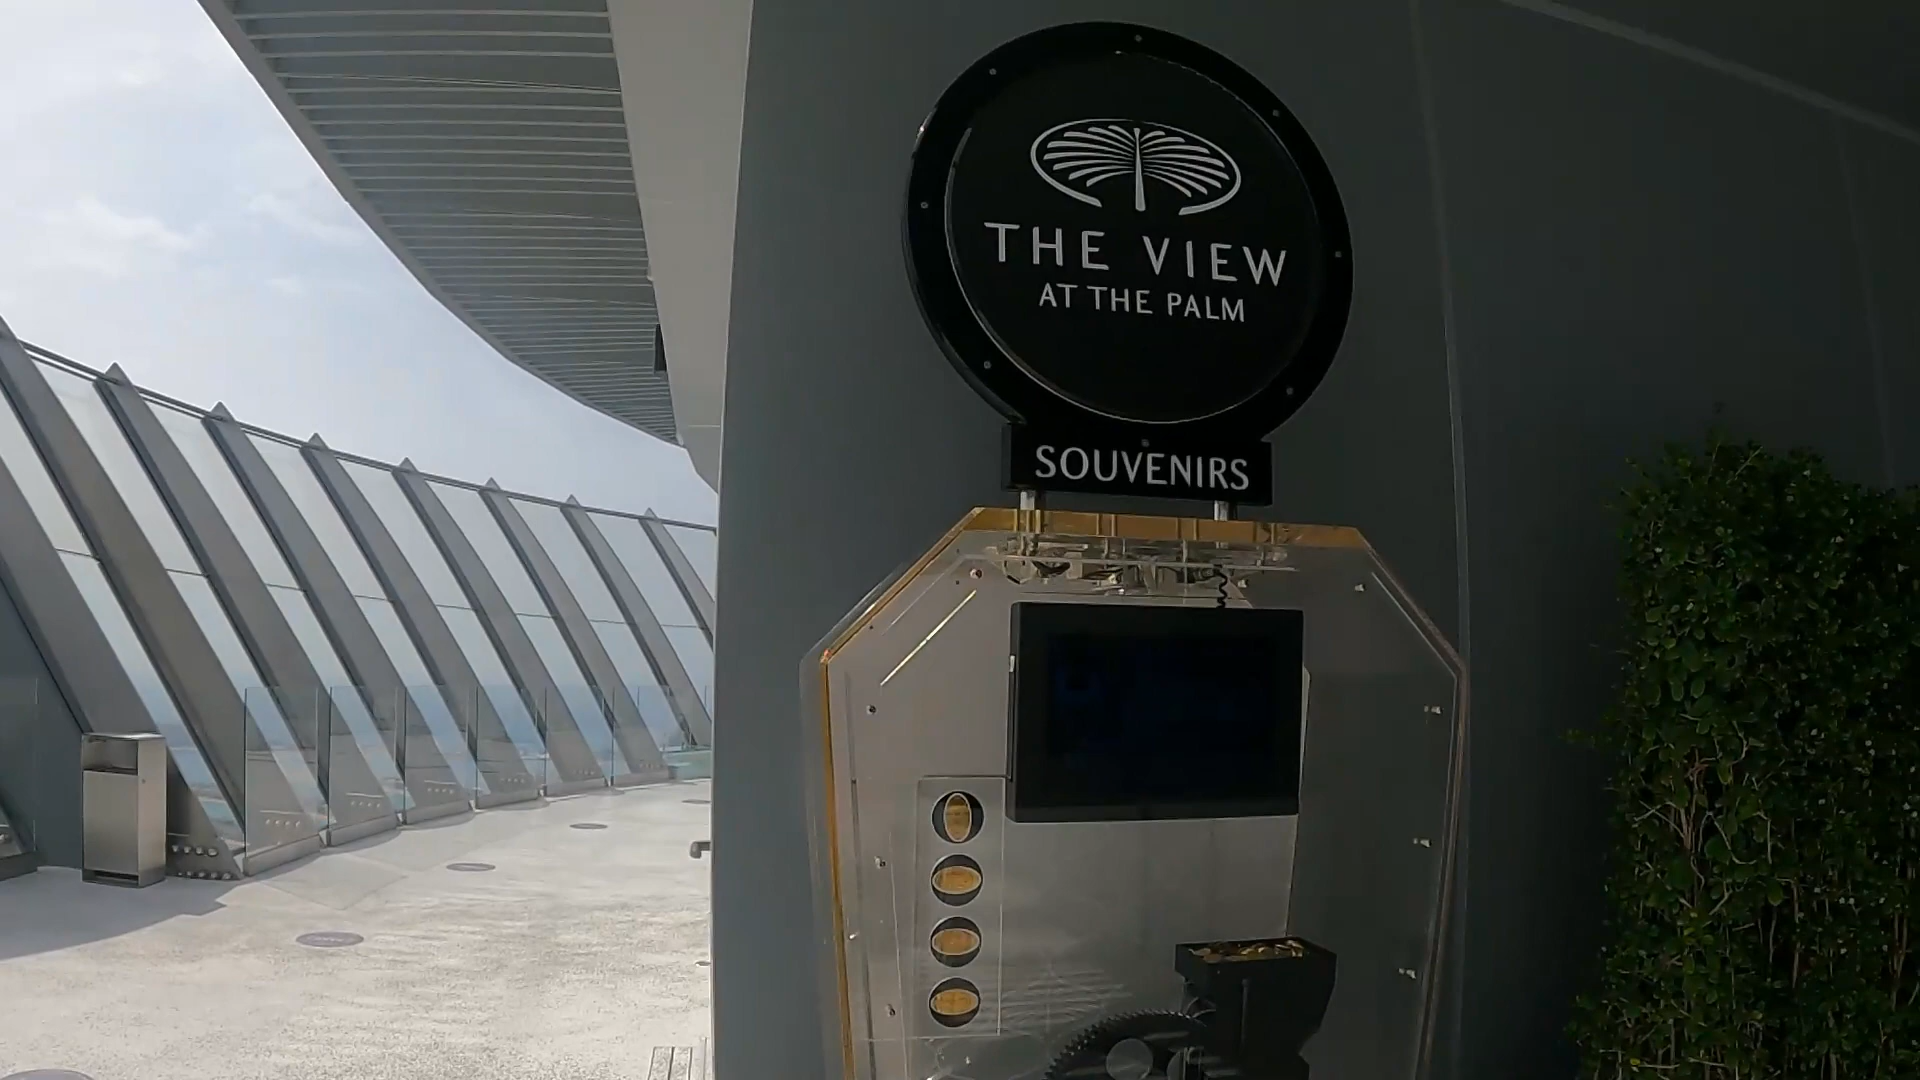 THE VIEW
AT THE PALM
SOUVENIRS